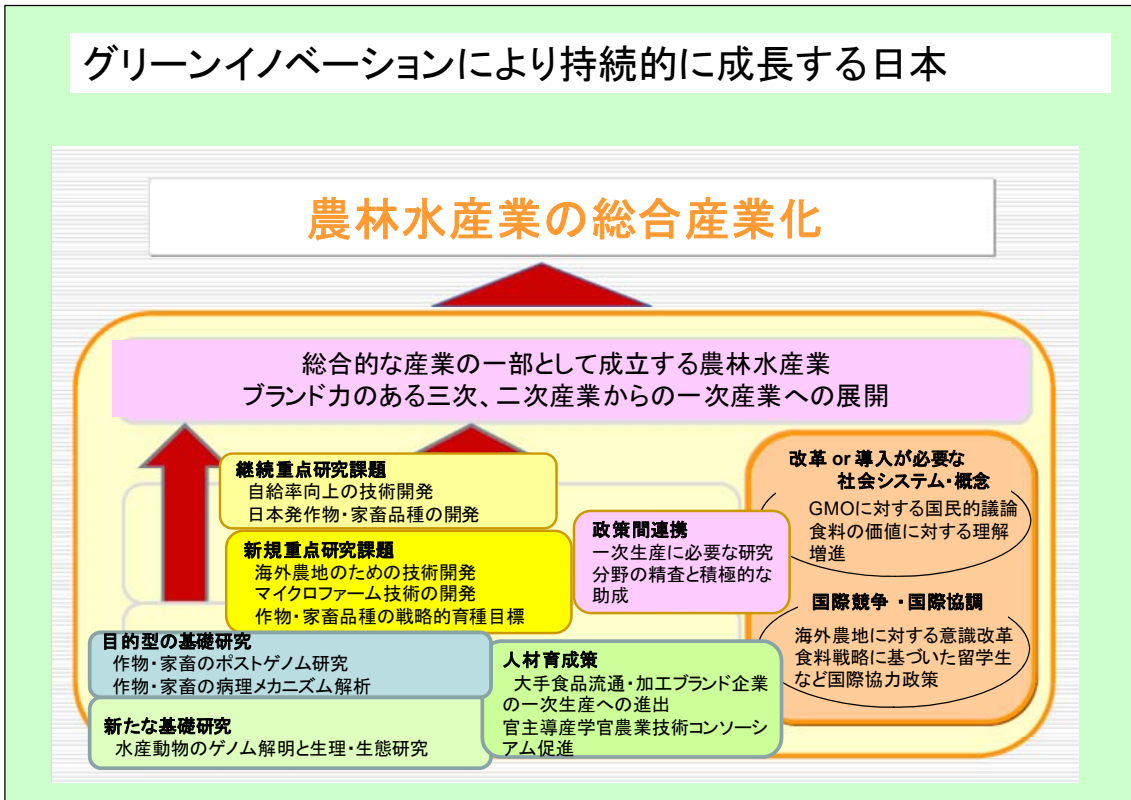 グリーンイノベーションにより持続的に成長する日本
農林水産業の総合産業化
総合的な産業の一部として成立する農林水産業
ブランド力のある三次、二次産業からの一次産業への展開
継続重点研究課題
自給率向上の技術開発
日本発作物・家畜品種の開発
新規重点研究課題
海外農地のための技術開発
マイクロファーム技術の開発
作物・家畜品種の戦略的育種目標
目的型の基礎研究
作物・家畜のポストゲノム研究
作物・家畜の病理メカニズム解析
新たな基礎研究
水産動物のゲノム解明と生理・生態研究
政策間連携
一次生産に必要な研究
分野の精査と積極的な
助成
人材育成策
大手食品流通・加工ブランド企業
の一次生産への進出
官主導産学官農業技術コンソーシ
アム促進
改革 or 導入が必要な
社会システム・概念
GMOに対する国民的議論
食料の価値に対する理解
増進
国際競争 ・国際協調
海外農地に対する意識改革
食料戦略に基づいた留学生
など国際協力政策